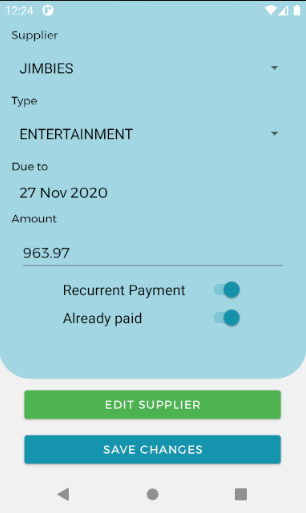 12:24
Supplier
JIMBIES
Type
ENTERTAINMENT
Due to
27 Nov 2020
Amount
963.97
Recurrent Payment
Already paid
EDIT SUPPLIER
SAVE CHANGES